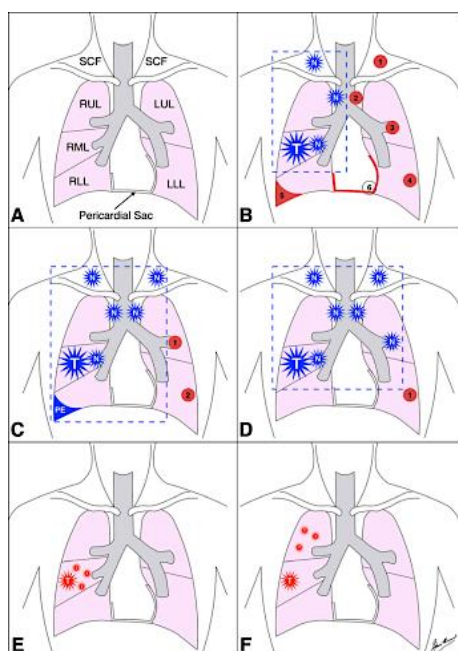 SCF SCF
RUL LUL
RML
RLL LLL
A
Pericardial Sac
N 1
N 2
3
T N
4
5 6
B
N N
N N
1
T N
2
PE
C
N N
N N
N
T N
1
D
T
E
T
F